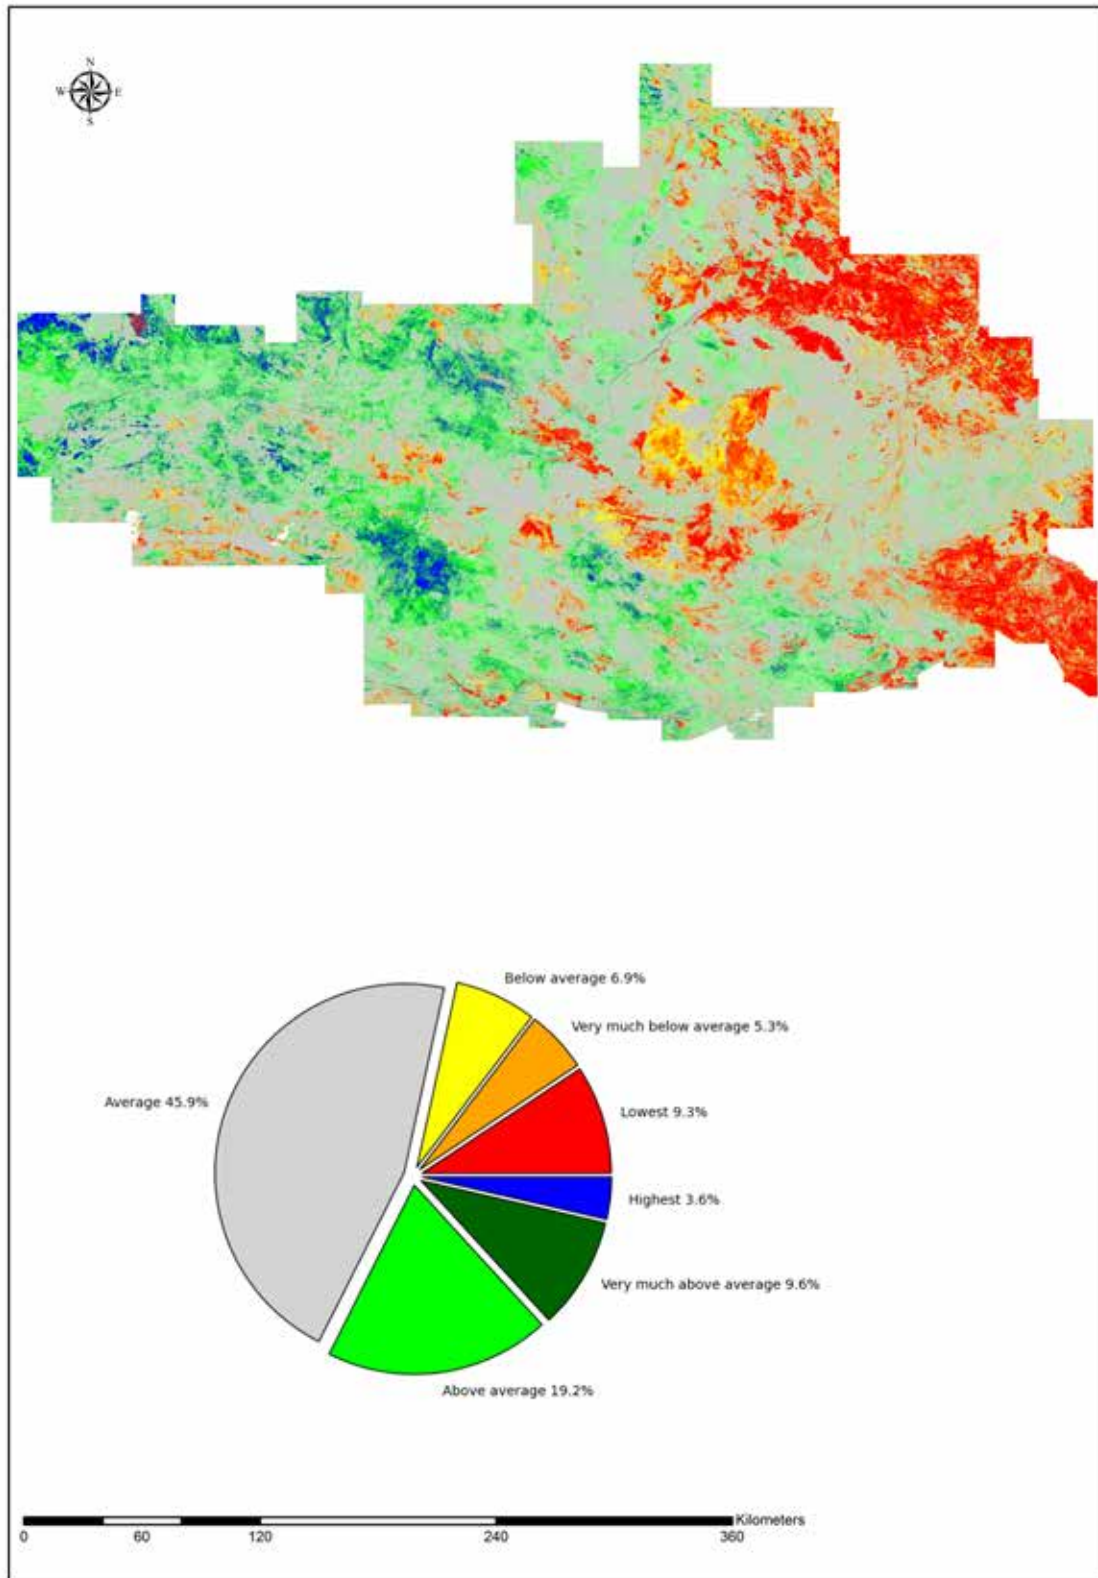 N
W E
S
Below average 6.9%
Very much below average 5.3%
Average 45.9%
Lowest 9.3%
Highest 3.6%
Very much above average 9.6%
Above average 19.2%
Kilometers
0 60 120 240 360